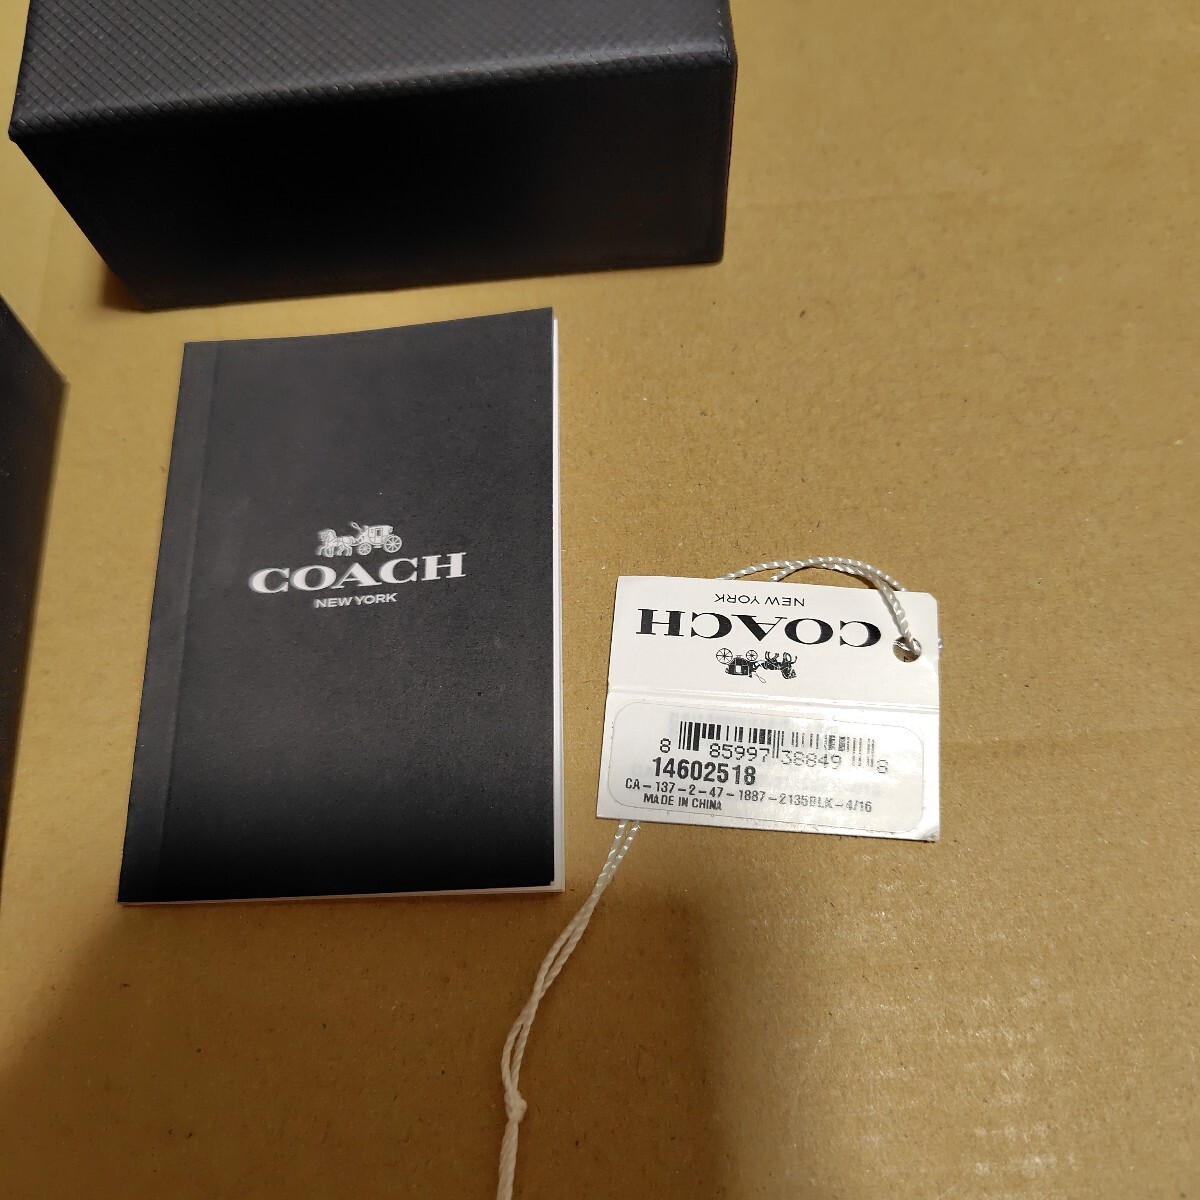 COACH
NEW YORK
COACH
NEW YORK
8 85997 38849 8
14602518
CA-137-2-47-1887-2135BLK-4/16
MADE IN CHINA